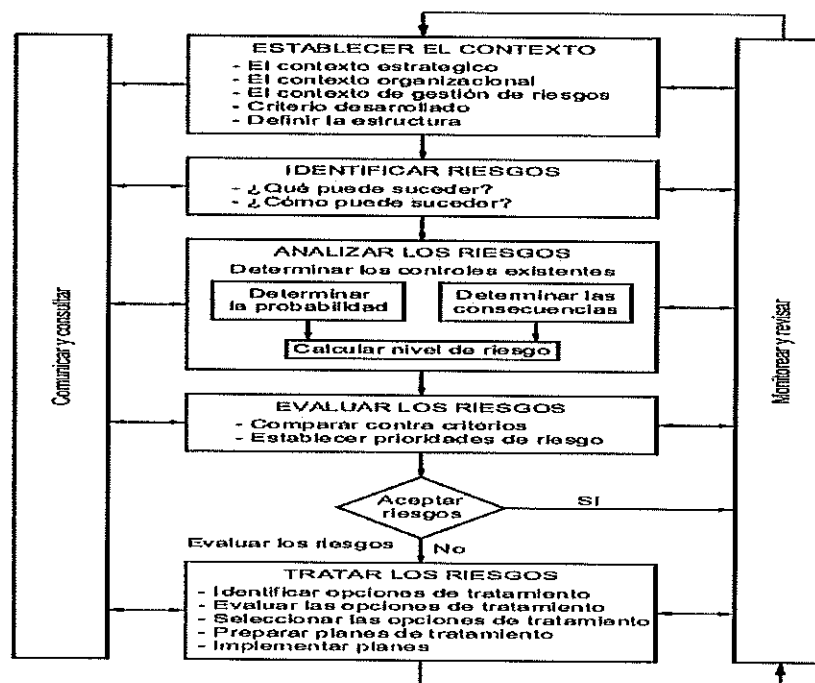 ESTABLECER EL CONTEXTO
- El contexto estrategico
- El contexto organizacional
- El contexto de gestión de riesgos
- Criterio desarrollado
- Definir la estructura
IDENTIFICAR RIESGOS
- ¿Qué puede suceder?
- ¿Cómo puede suceder?
ANALIZAR LOS RIESGOS
Determinar los controles existentes
Determinar
la probabilidad
Determinar las
consecuencias
Calcular nivel de riesgo
EVALUAR LOS RIESGOS
- Comparar contra criterios
- Establecer prioridades de riesgo
Aceptar
riesgos
SI
Evaluar los riesgos
No
TRATAR LOS RIESGOS
- Identificar opciones de tratamiento
- Evaluar las opciones de tratamiento
- Seleccionar las opciones de tratamiento
- Preparar planes de tratamiento
- Implementar planes
Comunicar y consultar
Monitorear y revisar